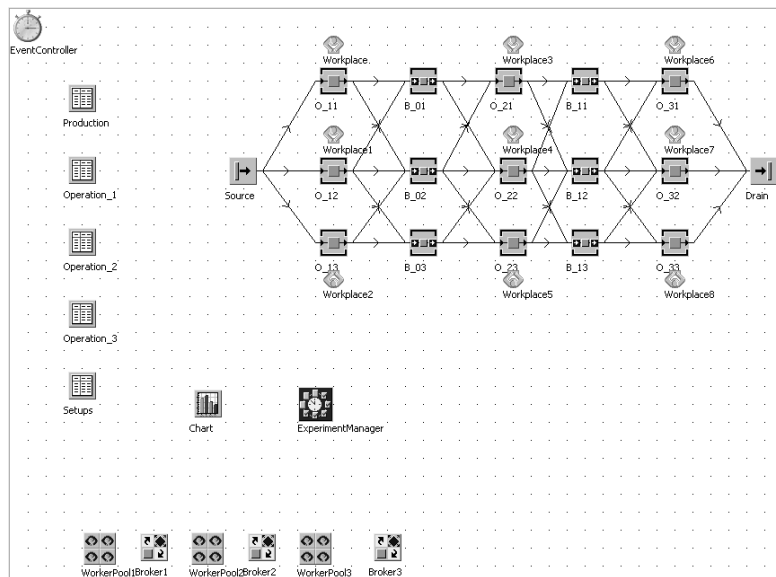 EventController
Workplace.
Workplace3
Workplace6
O_11
B_01
O_21
B_11
O_31
Production
Workplace1
Workplace4
Workplace7
Source
O_12
B_02
O_22
B_12
O_32
Drain
Operation_1
Operation_2
O_13
B_03
O_23
B_13
O_33
Workplace2
Workplace5
Workplace8
Operation_3
Setups
Chart
ExperimentManager
WorkerPool1
Broker1
WorkerPool2
Broker2
WorkerPool3
Broker3